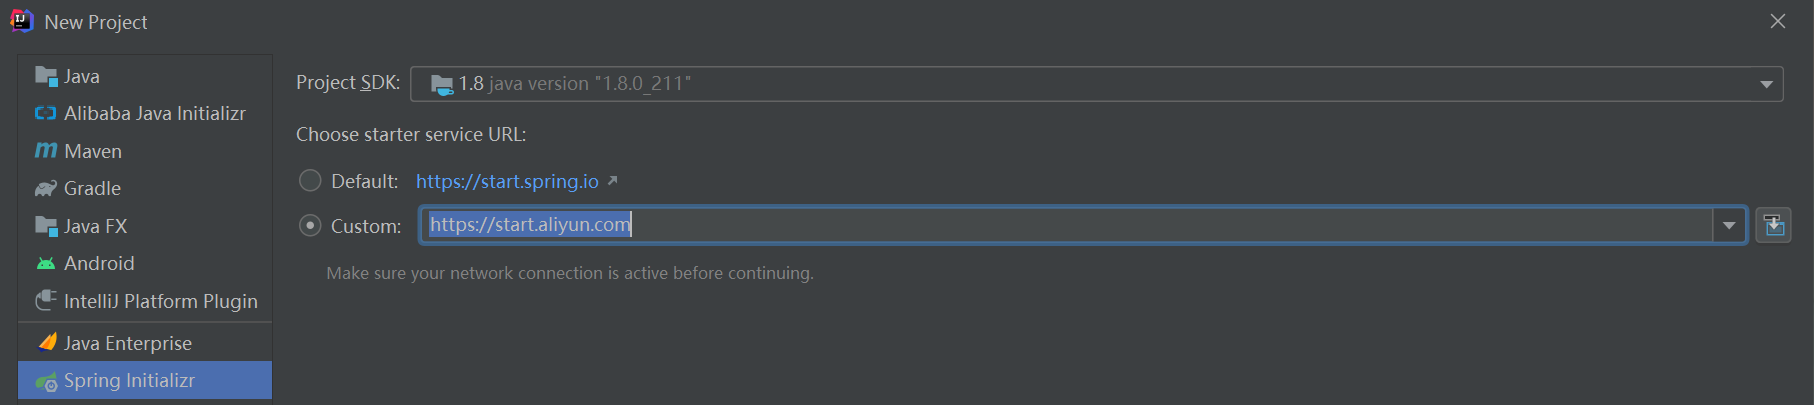 New Project
Java
Alibaba Java Initializr
Maven
Gradle
Java FX
Android
IntelliJ Platform Plugin
Java Enterprise
Spring Initializr
Project SDK: 1.8 java version "1.8.0_211"
Choose starter service URL:
Default: https://start.spring.io
Custom: https://start.aliyun.com
Make sure your network connection is active before continuing.